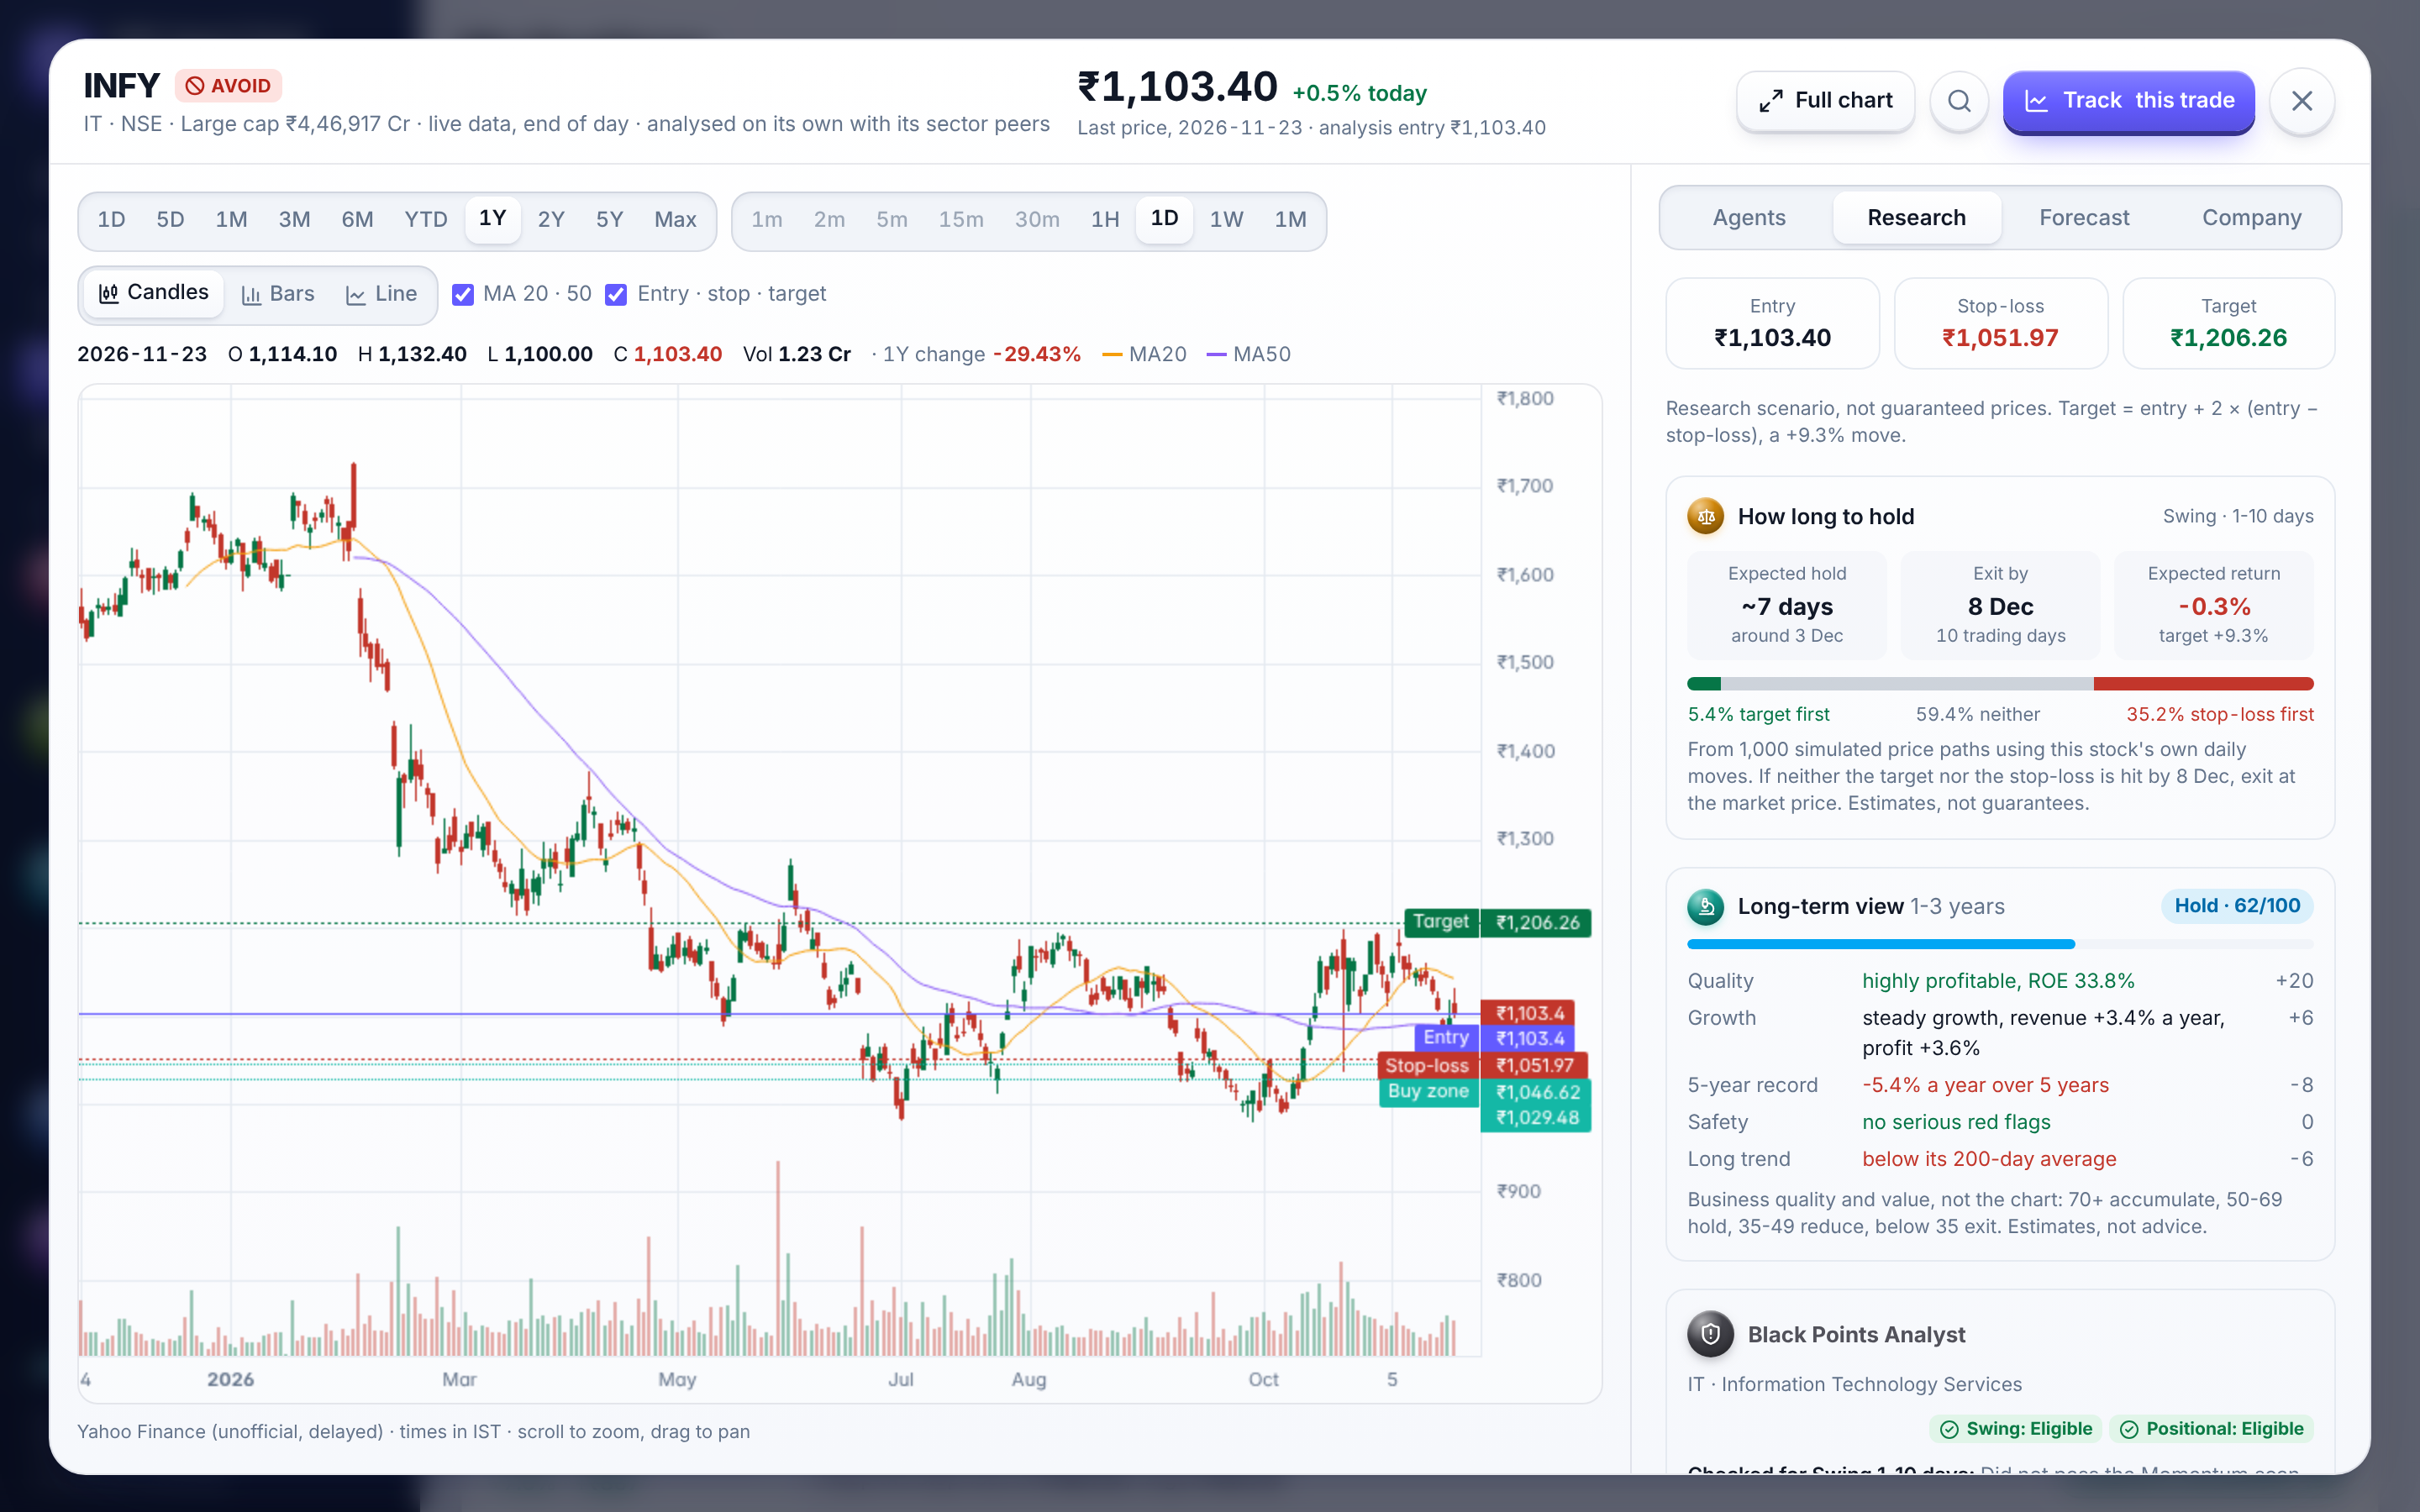 INFY AVOID
IT · NSE · Large cap ₹4,46,917 Cr · live data, end of day · analysed on its own with its sector peers
₹1,103.40 +0.5% today
Last price, 2026-11-23 · analysis entry ₹1,103.40
Full chart
Track this trade
1D 5D 1M 3M 6M YTD 1Y 2Y 5Y Max
1m 2m 5m 15m 30m 1H 1D 1W 1M
Candles Bars Line
MA 20 · 50 Entry · stop · target
2026-11-23 O 1,114.10 H 1,132.40 L 1,100.00 C 1,103.40 Vol 1.23 Cr · 1Y change -29.43% MA20 MA50
₹1,800
₹1,700
₹1,600
₹1,500
₹1,400
₹1,300
Target ₹1,206.26
₹1,103.4
Entry ₹1,103.4
Stop-loss ₹1,051.97
Buy zone ₹1,046.62
₹1,029.48
₹900
₹800
4 2026 Mar May Jul Aug Oct 5
Yahoo Finance (unofficial, delayed) · times in IST · scroll to zoom, drag to pan
Agents Research Forecast Company
Entry
₹1,103.40
Stop-loss
₹1,051.97
Target
₹1,206.26
Research scenario, not guaranteed prices. Target = entry + 2 × (entry −
stop-loss), a +9.3% move.
How long to hold Swing · 1-10 days
Expected hold
~7 days
around 3 Dec
Exit by
8 Dec
10 trading days
Expected return
-0.3%
target +9.3%
5.4% target first 59.4% neither 35.2% stop-loss first
From 1,000 simulated price paths using this stock's own daily
moves. If neither the target nor the stop-loss is hit by 8 Dec, exit at
the market price. Estimates, not guarantees.
Long-term view 1-3 years Hold · 62/100
Quality highly profitable, ROE 33.8% +20
Growth steady growth, revenue +3.4% a year, +6
profit +3.6%
5-year record -5.4% a year over 5 years -8
Safety no serious red flags 0
Long trend below its 200-day average -6
Business quality and value, not the chart: 70+ accumulate, 50-69
hold, 35-49 reduce, below 35 exit. Estimates, not advice.
Black Points Analyst
IT · Information Technology Services
Swing: Eligible Positional: Eligible
Checked for Swing 1-10 days: Did not pass the Momentum scan